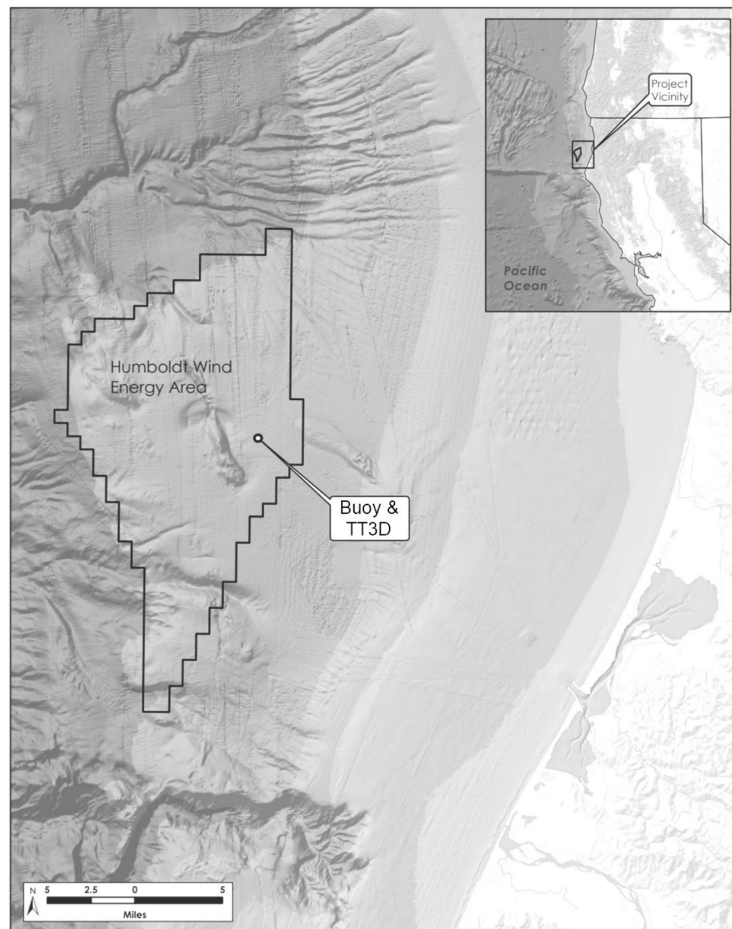 Project
Vicinity
Pacific
Ocean
Humboldt Wind
Energy Area
Buoy &
TT3D
N
5 2.5 0 5
Miles